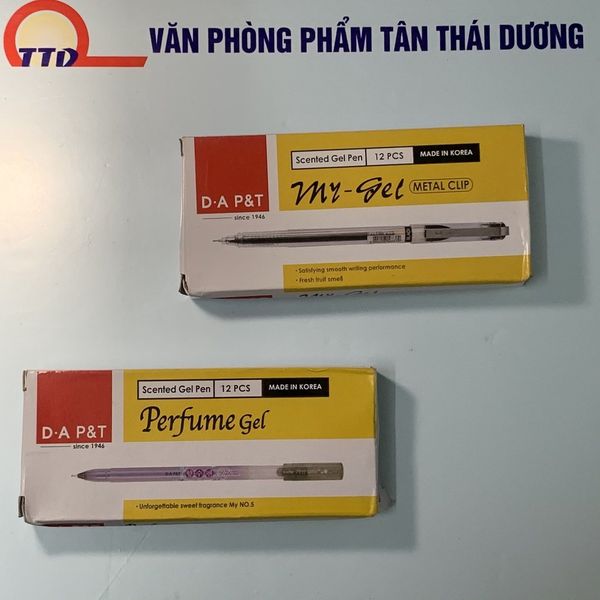 TTD
VĂN PHÒNG PHẨM TÂN THÁI DƯƠNG
Scented Gel Pen
12 PCS
MADE IN KOREA
D·A P&T
since 1946
My-Gel
METAL CLIP
· Satisfying smooth writing performance
· Fresh fruit smell
My-Gel
Scented Gel Pen
12 PCS
MADE IN KOREA
D·A P&T
since 1946
Perfume Gel
D·A P&T
· Unforgettable sweet fragrance My NO.5